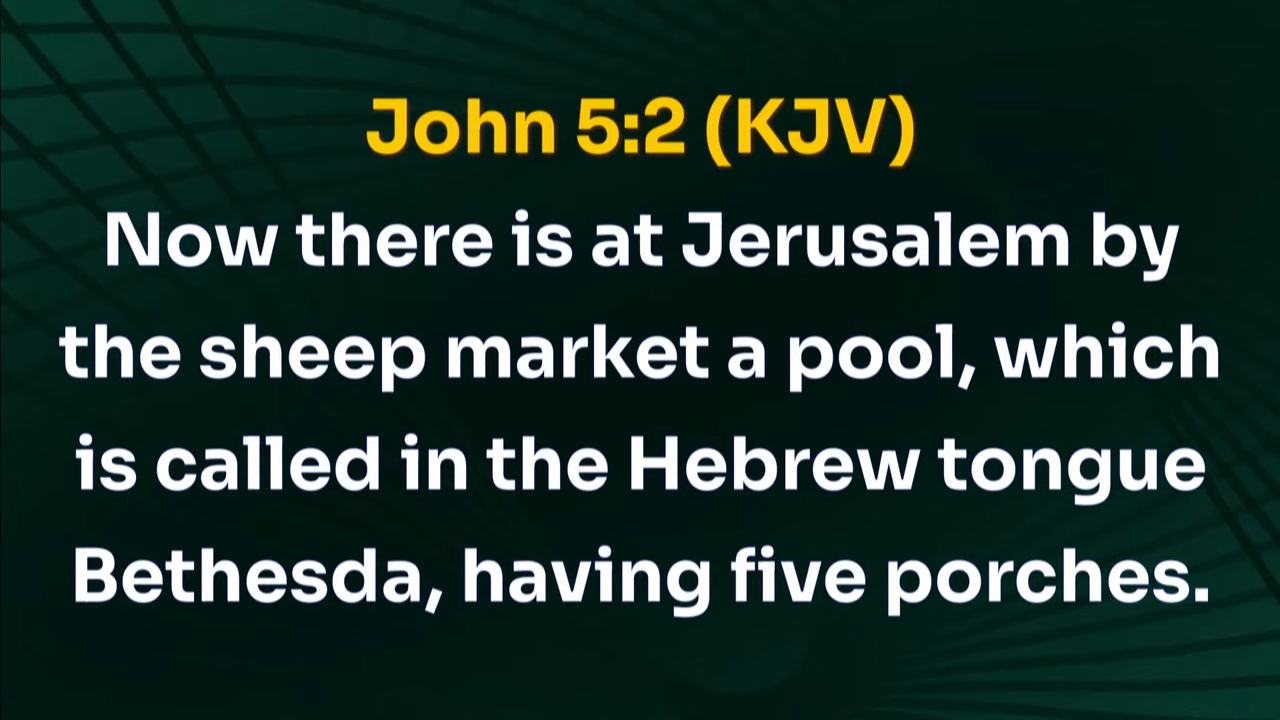 John 5:2 (KJV)
Now there is at Jerusalem by
the sheep market a pool, which
is called in the Hebrew tongue
Bethesda, having five porches.